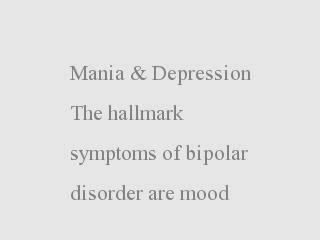 Mania & Depression
The hallmark
symptoms of bipolar
disorder are mood